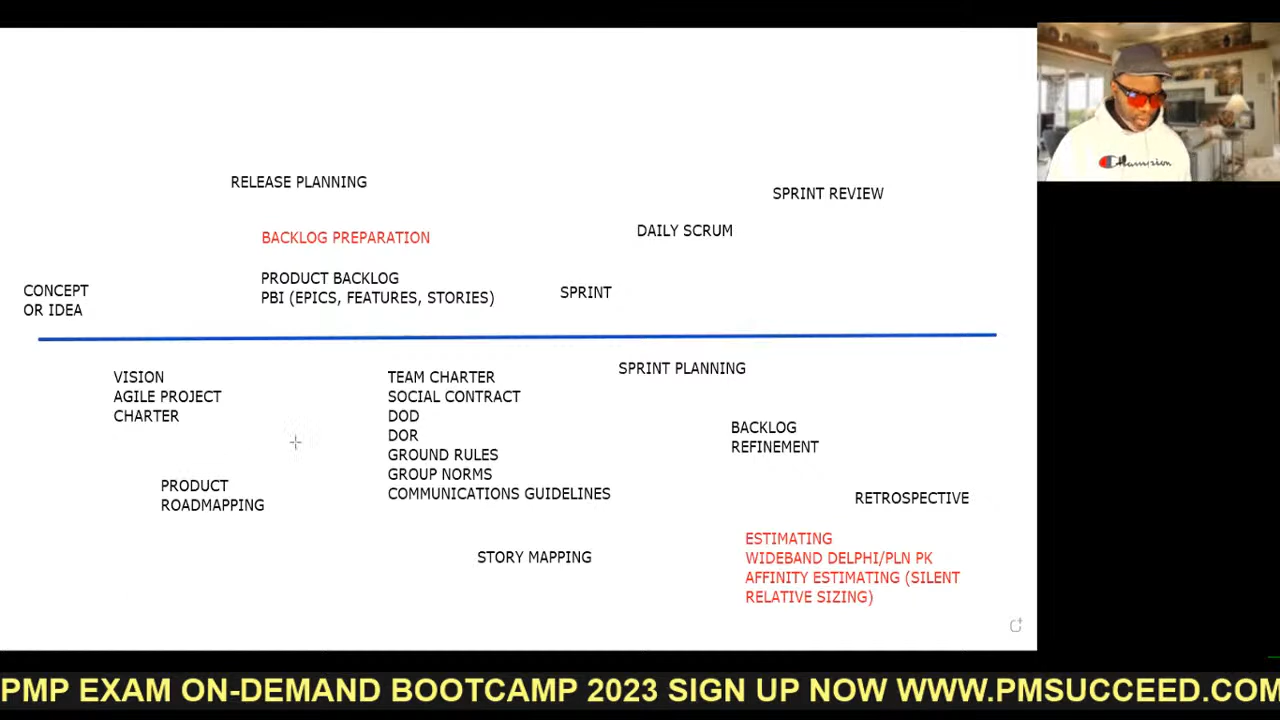 RELEASE PLANNING
SPRINT REVIEW
DAILY SCRUM
BACKLOG PREPARATION
PRODUCT BACKLOG
PBI (EPICS, FEATURES, STORIES)
CONCEPT
OR IDEA
SPRINT
VISION
AGILE PROJECT
CHARTER
TEAM CHARTER
SOCIAL CONTRACT
DOD
DOR
GROUND RULES
GROUP NORMS
COMMUNICATIONS GUIDELINES
SPRINT PLANNING
BACKLOG
REFINEMENT
PRODUCT
ROADMAPPING
RETROSPECTIVE
STORY MAPPING
ESTIMATING
WIDEBAND DELPHI/PLN PK
AFFINITY ESTIMATING (SILENT
RELATIVE SIZING)
Champion
PMP EXAM ON-DEMAND BOOTCAMP 2023 SIGN UP NOW WWW.PMSUCCEED.COM